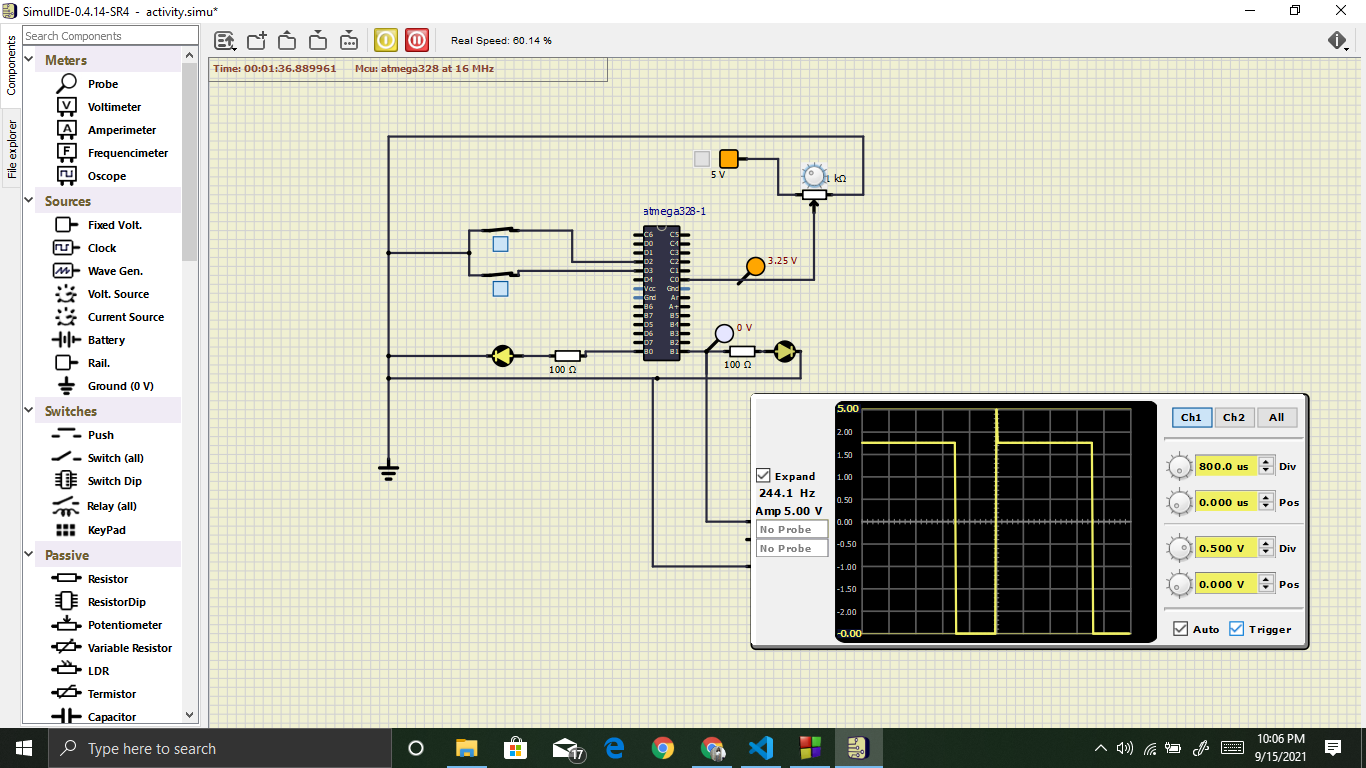 SimulIDE-0.4.14-SR4 - activity.simu*
Components
File explorer
Search Components
Meters
Probe
Voltimeter
Amperimeter
Frequencimeter
Oscope
Sources
Fixed Volt.
Clock
Wave Gen.
Volt. Source
Current Source
Battery
Rail.
Ground (0 V)
Switches
Push
Switch (all)
Switch Dip
Relay (all)
KeyPad
Passive
Resistor
ResistorDip
Potentiometer
Variable Resistor
LDR
Termistor
Capacitor
Real Speed: 60.14 %
Time: 00:01:36.889961 Mcu: atmega328 at 16 MHz
5 V
1 kΩ
atmega328-1
C6 C5
D0 C4
D1 C3
D2 C2
D3 C1
D4 C0
Vcc Gnd
Gnd Ar
B6 A+
B7 B5
D5 B4
D6 B3
D7 B2
B0 B1
3.25 V
0 V
100 Ω
100 Ω
Expand
244.1 Hz
Amp 5.00 V
No Probe
No Probe
5.00
2.00
1.50
1.00
0.50
0.00
-0.50
-1.00
-1.50
-2.00
-0.00
Ch1 Ch2 All
800.0 us Div
0.000 us Pos
0.500 V Div
0.000 V Pos
Auto Trigger
Type here to search
17
10:06 PM
9/15/2021